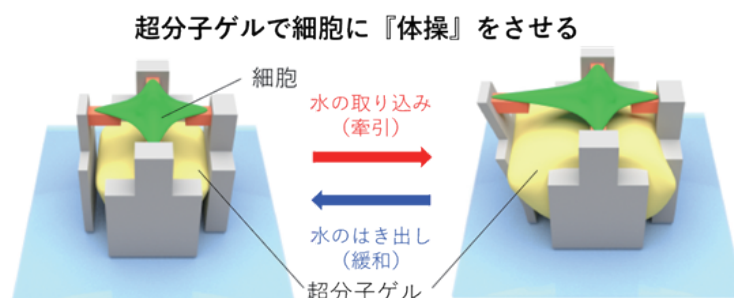 超分子ゲルで細胞に『体操』をさせる
細胞
水の取り込み
（牽引）
水のはき出し
（緩和）
超分子ゲル